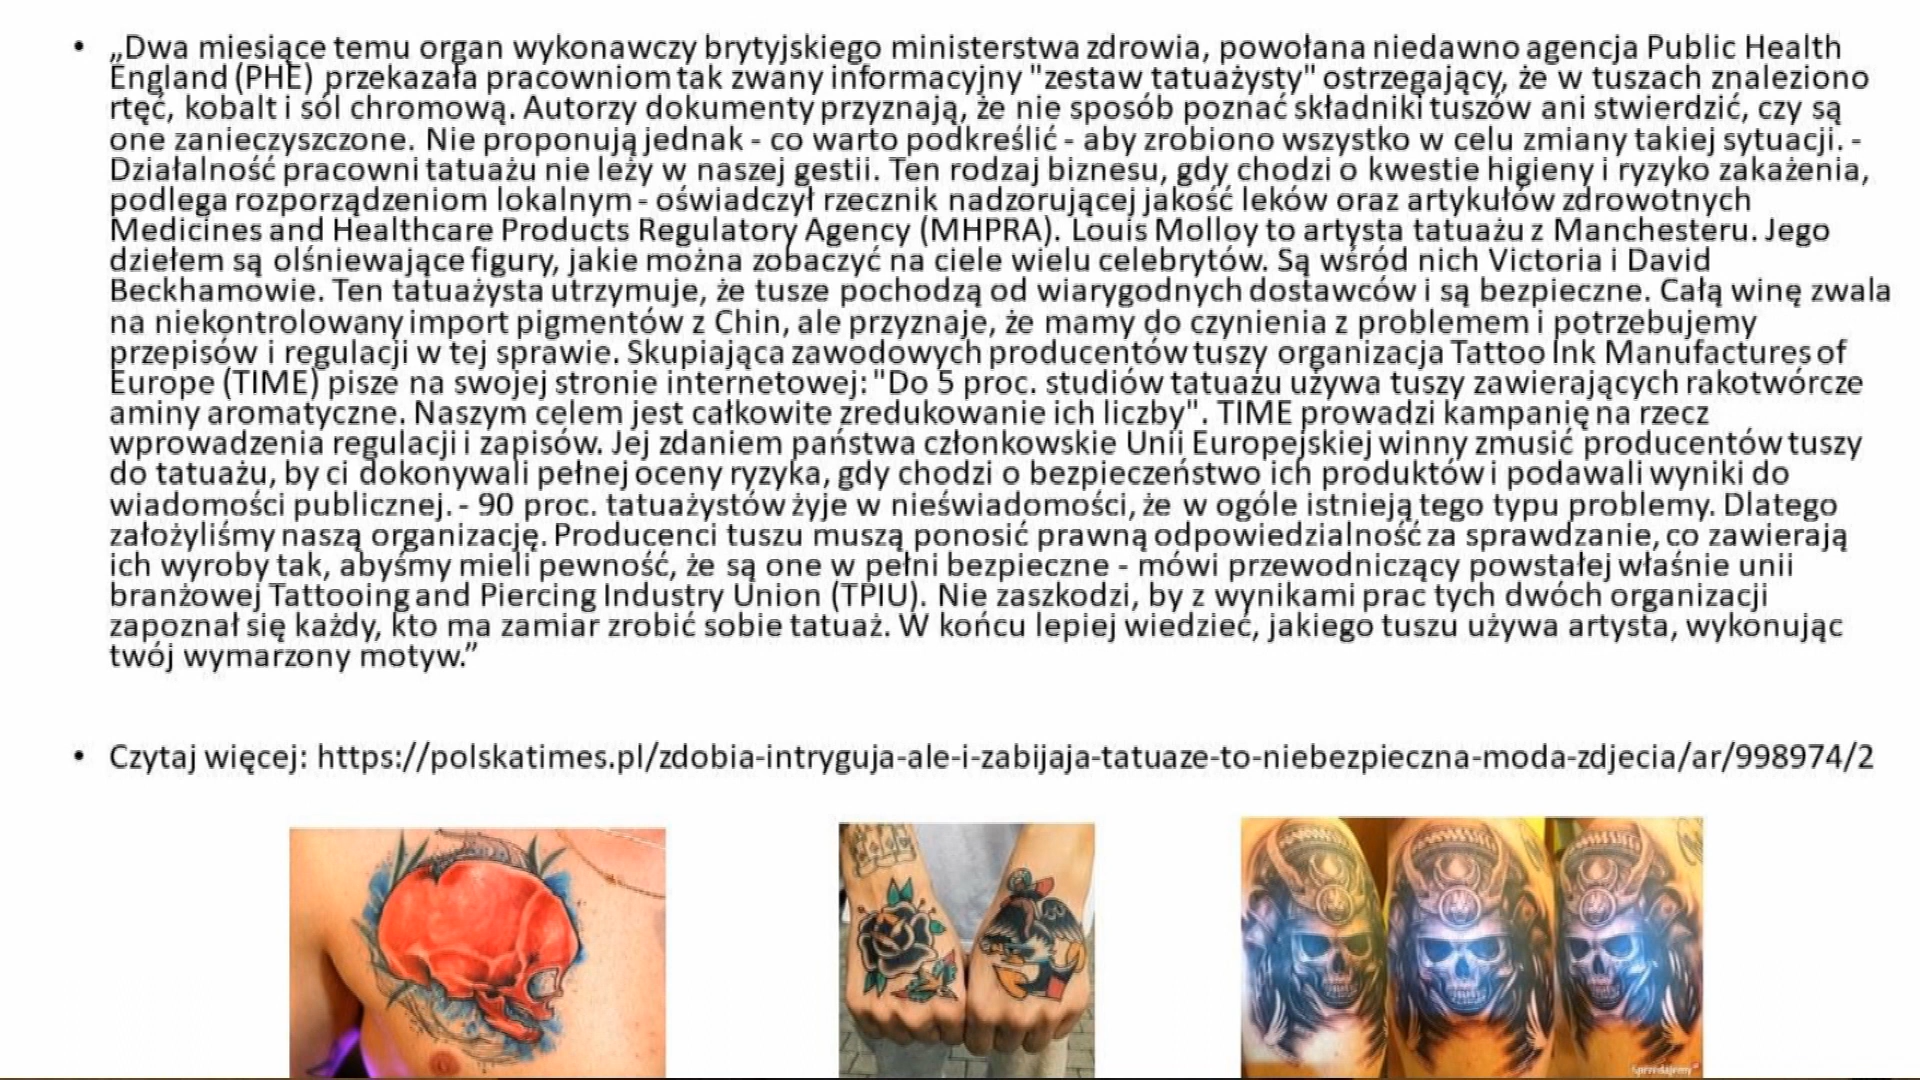 • „Dwa miesiące temu organ wykonawczy brytyjskiego ministerstwa zdrowia, powołana niedawno agencja Public Health
England (PHE) przekazała pracowniom tak zwany informacyjny "zestaw tatuażysty" ostrzegający, że w tuszach znaleziono
rtęć, kobalt i sól chromową. Autorzy dokumenty przyznają, że nie sposób poznać składniki tuszów ani stwierdzić, czy są
one zanieczyszczone. Nie proponują jednak - co warto podkreślić - aby zrobiono wszystko w celu zmiany takiej sytuacji. -
Działalność pracowni tatuażu nie leży w naszej gestii. Ten rodzaj biznesu, gdy chodzi o kwestie higieny i ryzyko zakażenia,
podlega rozporządzeniom lokalnym - oświadczył rzecznik nadzorującej jakość leków oraz artykułów zdrowotnych
Medicines and Healthcare Products Regulatory Agency (MHPRA). Louis Molloy to artysta tatuażu z Manchesteru. Jego
dziełem są olśniewające figury, jakie można zobaczyć na ciele wielu celebrytów. Są wśród nich Victoria i David
Beckhamowie. Ten tatuażysta utrzymuje, że tusze pochodzą od wiarygodnych dostawców i są bezpieczne. Całą winę zwala
na niekontrolowany import pigmentów z Chin, ale przyznaje, że mamy do czynienia z problemem i potrzebujemy
przepisów i regulacji w tej sprawie. Skupiająca zawodowych producentów tuszy organizacja Tattoo Ink Manufactures of
Europe (TIME) pisze na swojej stronie internetowej: "Do 5 proc. studiów tatuażu używa tuszy zawierających rakotwórcze
aminy aromatyczne. Naszym celem jest całkowite zredukowanie ich liczby". TIME prowadzi kampanię na rzecz
wprowadzenia regulacji i zapisów. Jej zdaniem państwa członkowskie Unii Europejskiej winny zmusić producentów tuszy
do tatuażu, by ci dokonywali pełnej oceny ryzyka, gdy chodzi o bezpieczeństwo ich produktów i podawali wyniki do
wiadomości publicznej. - 90 proc. tatuażystów żyje w nieświadomości, że w ogóle istnieją tego typu problemy. Dlatego
założyliśmy naszą organizację. Producenci tuszu muszą ponosić prawną odpowiedzialność za sprawdzanie, co zawierają
ich wyroby tak, abyśmy mieli pewność, że są one w pełni bezpieczne - mówi przewodniczący powstałej właśnie unii
branżowej Tattooing and Piercing Industry Union (TPIU). Nie zaszkodzi, by z wynikami prac tych dwóch organizacji
zapoznał się każdy, kto ma zamiar zrobić sobie tatuaż. W końcu lepiej wiedzieć, jakiego tuszu używa artysta, wykonując
twój wymarzony motyw.”
• Czytaj więcej: https://polskatimes.pl/zdobia-intryguja-ale-i-zabijaja-tatuaze-to-niebezpieczna-moda-zdjecia/ar/998974/2